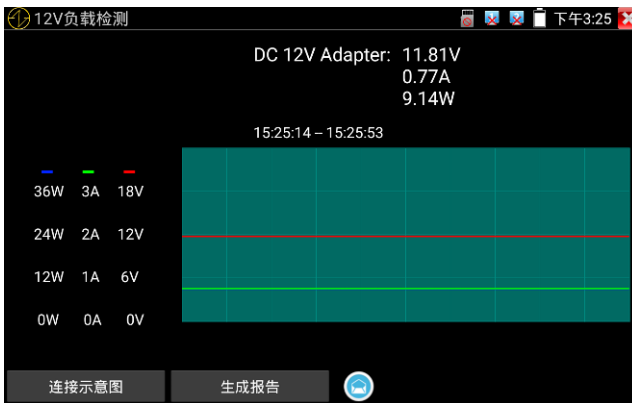 12V负载检测 下午3:25
DC 12V Adapter: 11.81V
0.77A
9.14W
15:25:14 -- 15:25:53
36W 3A 18V
24W 2A 12V
12W 1A 6V
0W 0A 0V
连接示意图 生成报告